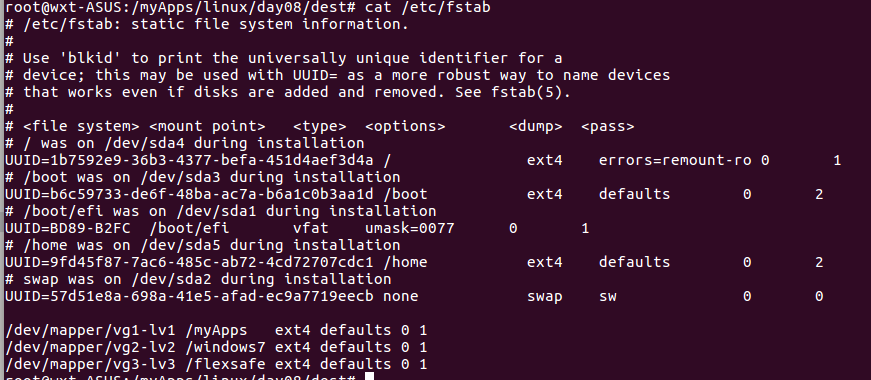 root@wxt-ASUS:/myApps/linux/day08/dest# cat /etc/fstab
# /etc/fstab: static file system information.
#
# Use 'blkid' to print the universally unique identifier for a
# device; this may be used with UUID= as a more robust way to name devices
# that works even if disks are added and removed. See fstab(5).
#
# <file system> <mount point>   <type>  <options>       <dump>  <pass>
# / was on /dev/sda4 during installation
UUID=1b7592e9-36b3-4377-befa-451d4aef3d4a /               ext4    errors=remount-ro 0       1
# /boot was on /dev/sda3 during installation
UUID=b6c59733-de6f-48ba-ac7a-b6a1c0b3aa1d /boot           ext4    defaults        0       2
# /boot/efi was on /dev/sda1 during installation
UUID=BD89-B2FC  /boot/efi       vfat    umask=0077      0       1
# /home was on /dev/sda5 during installation
UUID=9fd45f87-7ac6-485c-ab72-4cd72707cdc1 /home           ext4    defaults        0       2
# swap was on /dev/sda2 during installation
UUID=57d51e8a-698a-41e5-afad-ec9a7719eecb none            swap    sw              0       0
/dev/mapper/vg1-lv1 /myApps   ext4 defaults 0 1
/dev/mapper/vg2-lv2 /windows7 ext4 defaults 0 1
/dev/mapper/vg3-lv3 /flexsafe ext4 defaults 0 1
root@wxt-ASUS:/myApps/linux/day08/dest#